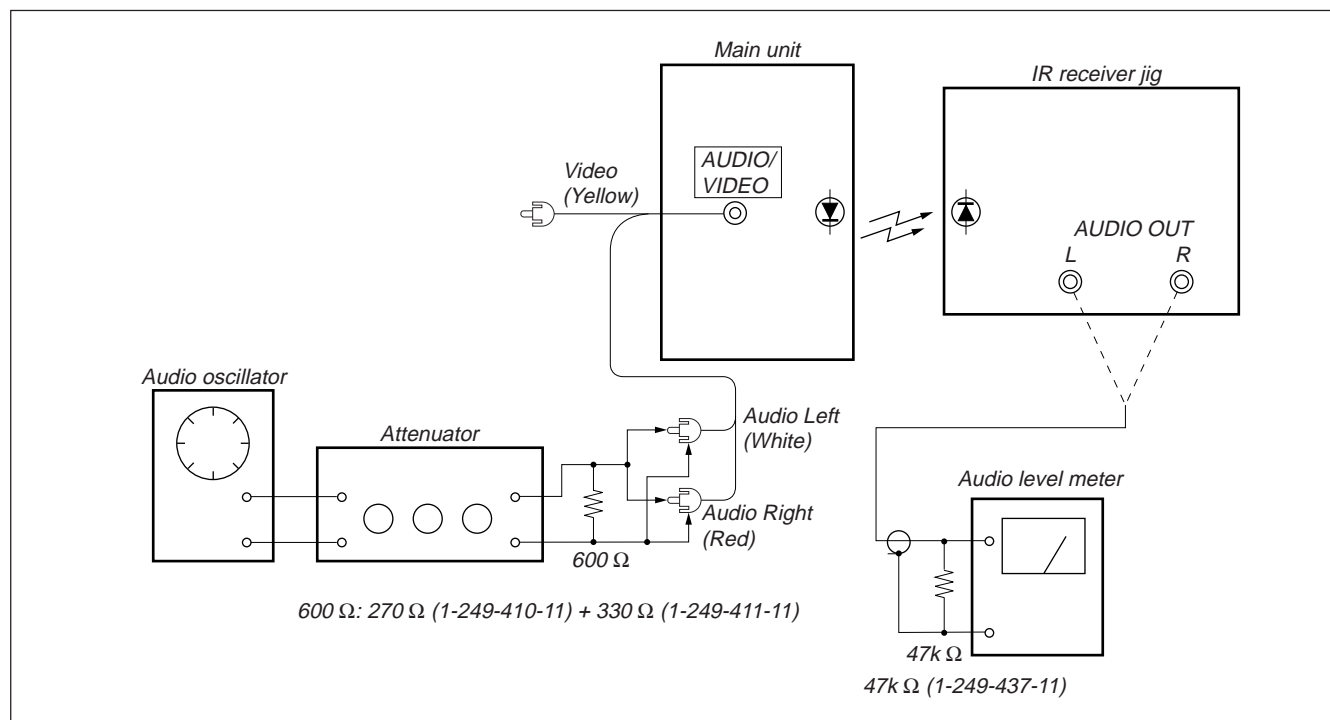 Main unit
IR receiver jig
Video
(Yellow)
AUDIO/
VIDEO
AUDIO OUT
L R
Audio oscillator
Attenuator
Audio Left
(White)
Audio Right
(Red)
600 Ω
600 Ω: 270 Ω (1-249-410-11) + 330 Ω (1-249-411-11)
Audio level meter
47k Ω
47k Ω (1-249-437-11)